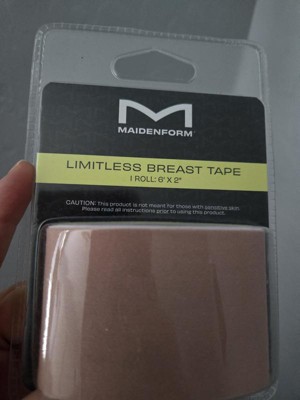 M
MAIDENFORM®
LIMITLESS BREAST TAPE
1 ROLL: 6' X 2"
CAUTION: This product is not meant for those with sensitive skin.
Please read all instructions prior to using this product.